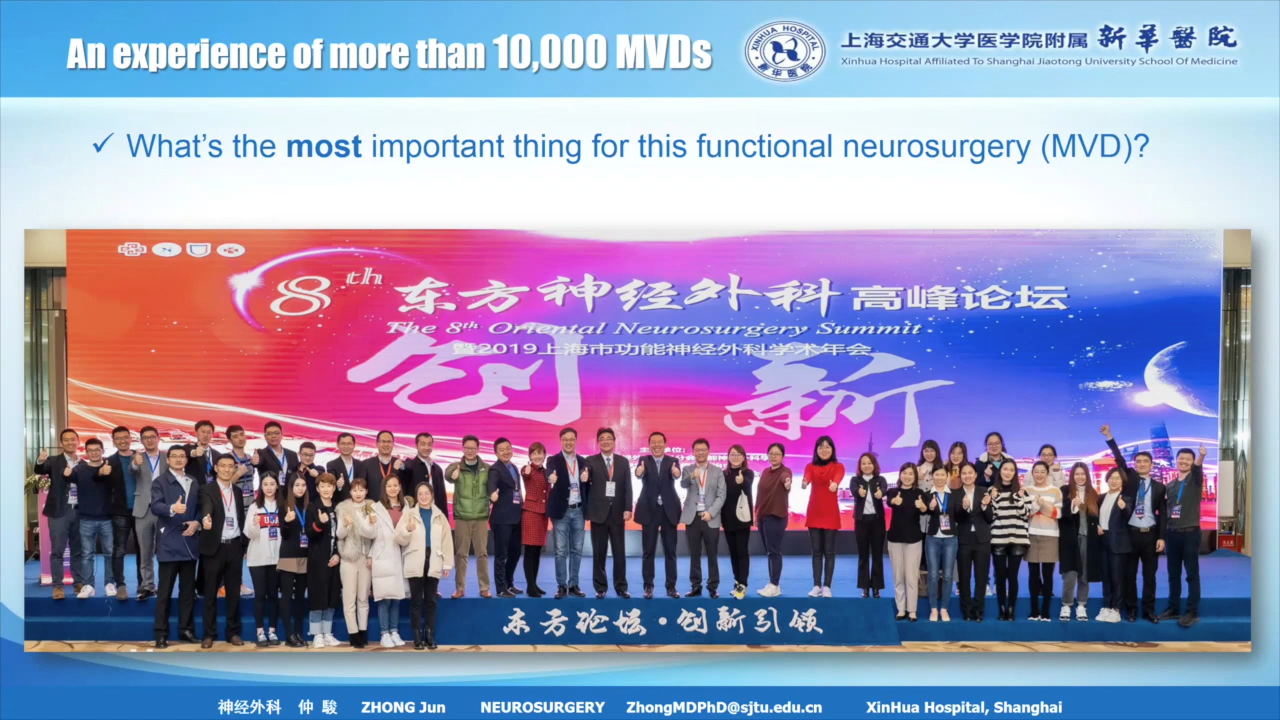 An experience of more than 10,000 MVDs
XINHUA HOSPITAL
新华医院
上海交通大学医学院附属 新華醫院
Xinhua Hospital Affiliated To Shanghai Jiaotong University School Of Medicine
✓ What's the most important thing for this functional neurosurgery (MVD)?
8th 东方神经外科高峰论坛
The 8th Oriental Neurosurgery Summit
暨2019上海市功能神经外科学术年会
创新
东方论坛·创新引领
神经外科 仲 骏 ZHONG Jun NEUROSURGERY ZhongMDPhD@sjtu.edu.cn XinHua Hospital, Shanghai